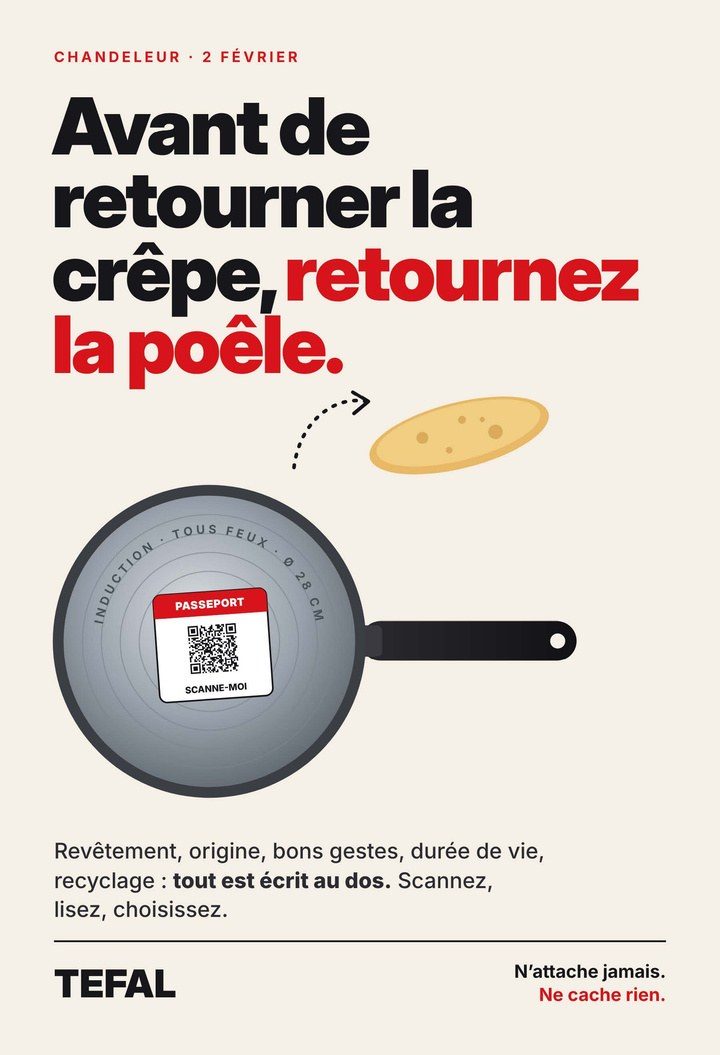 CHANDELEUR · 2 FÉVRIER
Avant de
retourner la
crêpe, retournez
la poêle.
INDUCTION · TOUS FEUX · Ø 28 CM
PASSEPORT
SCANNE-MOI
Revêtement, origine, bons gestes, durée de vie,
recyclage : tout est écrit au dos. Scannez,
lisez, choisissez.
TEFAL
N’attache jamais.
Ne cache rien.